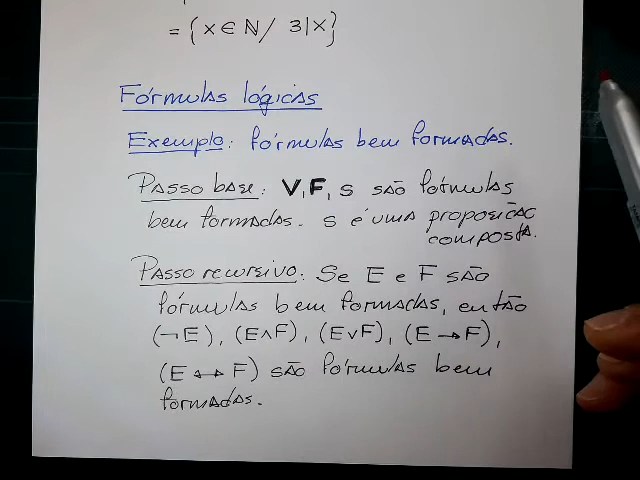 = {x ∈ ℕ / 3|x}
Fórmulas lógicas
Exemplo: fórmulas bem formadas.
Passo base: V, F, s são fórmulas
bem formadas. s é uma proposição
composta.
Passo recursivo: Se E e F são
fórmulas bem formadas, então
(¬E), (E∧F), (E∨F), (E → F),
(E ↔ F) são fórmulas bem
formadas.